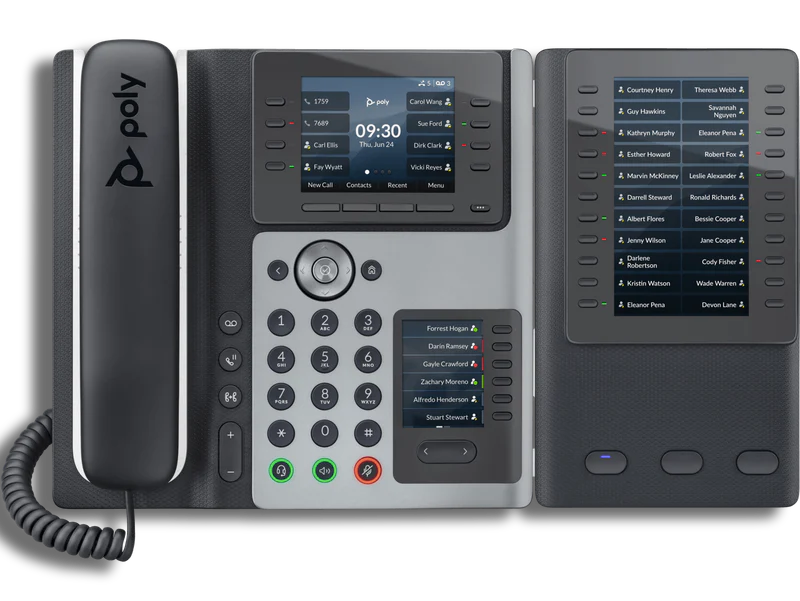 poly
5 3
1759
poly
Carol Wang
7689
09:30
Sue Ford
Carl Ellis
Thu, Jun 24
Dirk Clark
Fay Wyatt
Vicki Reyes
New Call Contacts Recent Menu
1
2 ABC
3 DEF
4 GHI
5 JKL
6 MNO
7 PQRS
8 TUV
9 WXYZ
*
0
#
+
−
Forrest Hogan
Darin Ramsey
Gayle Crawford
Zachary Moreno
Alfredo Henderson
Stuart Stewart
Courtney Henry Theresa Webb
Guy Hawkins Savannah
Nguyen
Kathryn Murphy Eleanor Pena
Esther Howard Robert Fox
Marvin McKinney Leslie Alexander
Darrell Steward Ronald Richards
Albert Flores Bessie Cooper
Jenny Wilson Jane Cooper
Darlene
Robertson Cody Fisher
Kristin Watson Wade Warren
Eleanor Pena Devon Lane